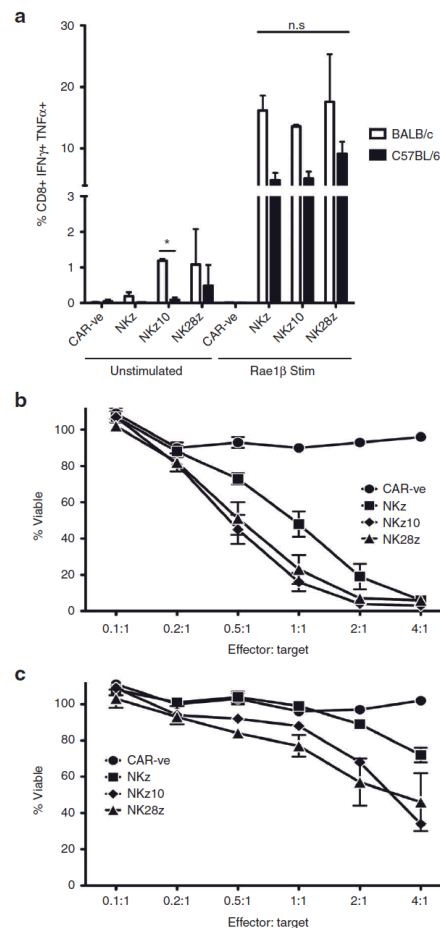 a
n.s
30
20
10
3
2
1
0
% CD8+ IFNγ+ TNFα+
BALB/c
C57BL/6
*
CAR-ve
NKz
NKz10
NK28z
CAR-ve
NKz
NKz10
NK28z
Unstimulated
Rae1β Stim
b
100
80
60
40
20
0
% Viable
CAR-ve
NKz
NKz10
NK28z
0.1:1 0.2:1 0.5:1 1:1 2:1 4:1
Effector: target
c
100
80
60
40
20
0
% Viable
CAR-ve
NKz
NKz10
NK28z
0.1:1 0.2:1 0.5:1 1:1 2:1 4:1
Effector: target